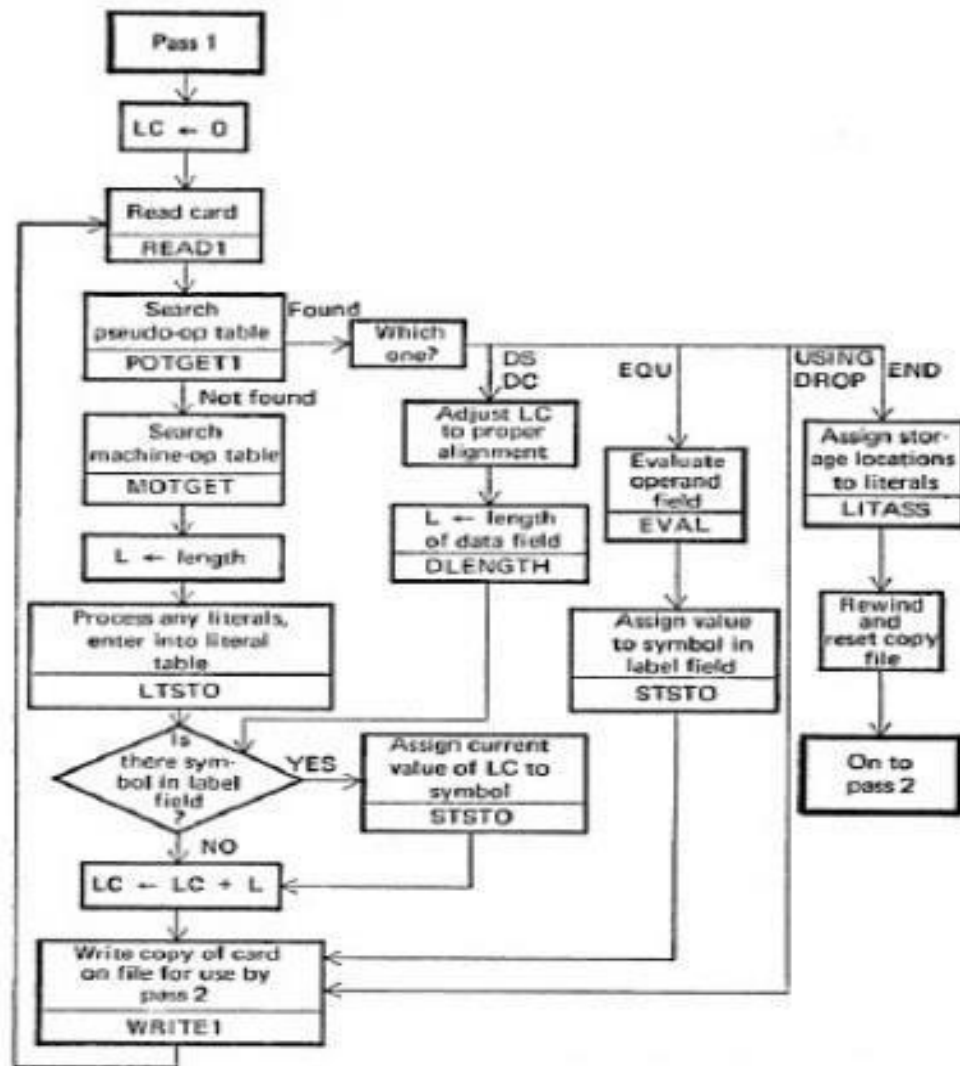 Pass 1
LC ← 0
Read card
READ1
Search
pseudo-op table
POTGET1
Found
Which
one?
Not found
Search
machine-op table
MOTGET
L ← length
Process any literals,
enter into literal
table
LTSTO
Is
there sym-
bol in label
field
?
YES
NO
Assign current
value of LC to
symbol
STSTO
LC ← LC + L
Write copy of card
on file for use by
pass 2
WRITE1
DS
DC
Adjust LC
to proper
alignment
L ← length
of data field
DLENGTH
EQU
Evaluate
operand
field
EVAL
Assign value
to symbol in
label field
STSTO
USING
DROP
END
Assign stor-
age locations
to literals
LITASS
Rewind
and
reset copy
file
On to
pass 2